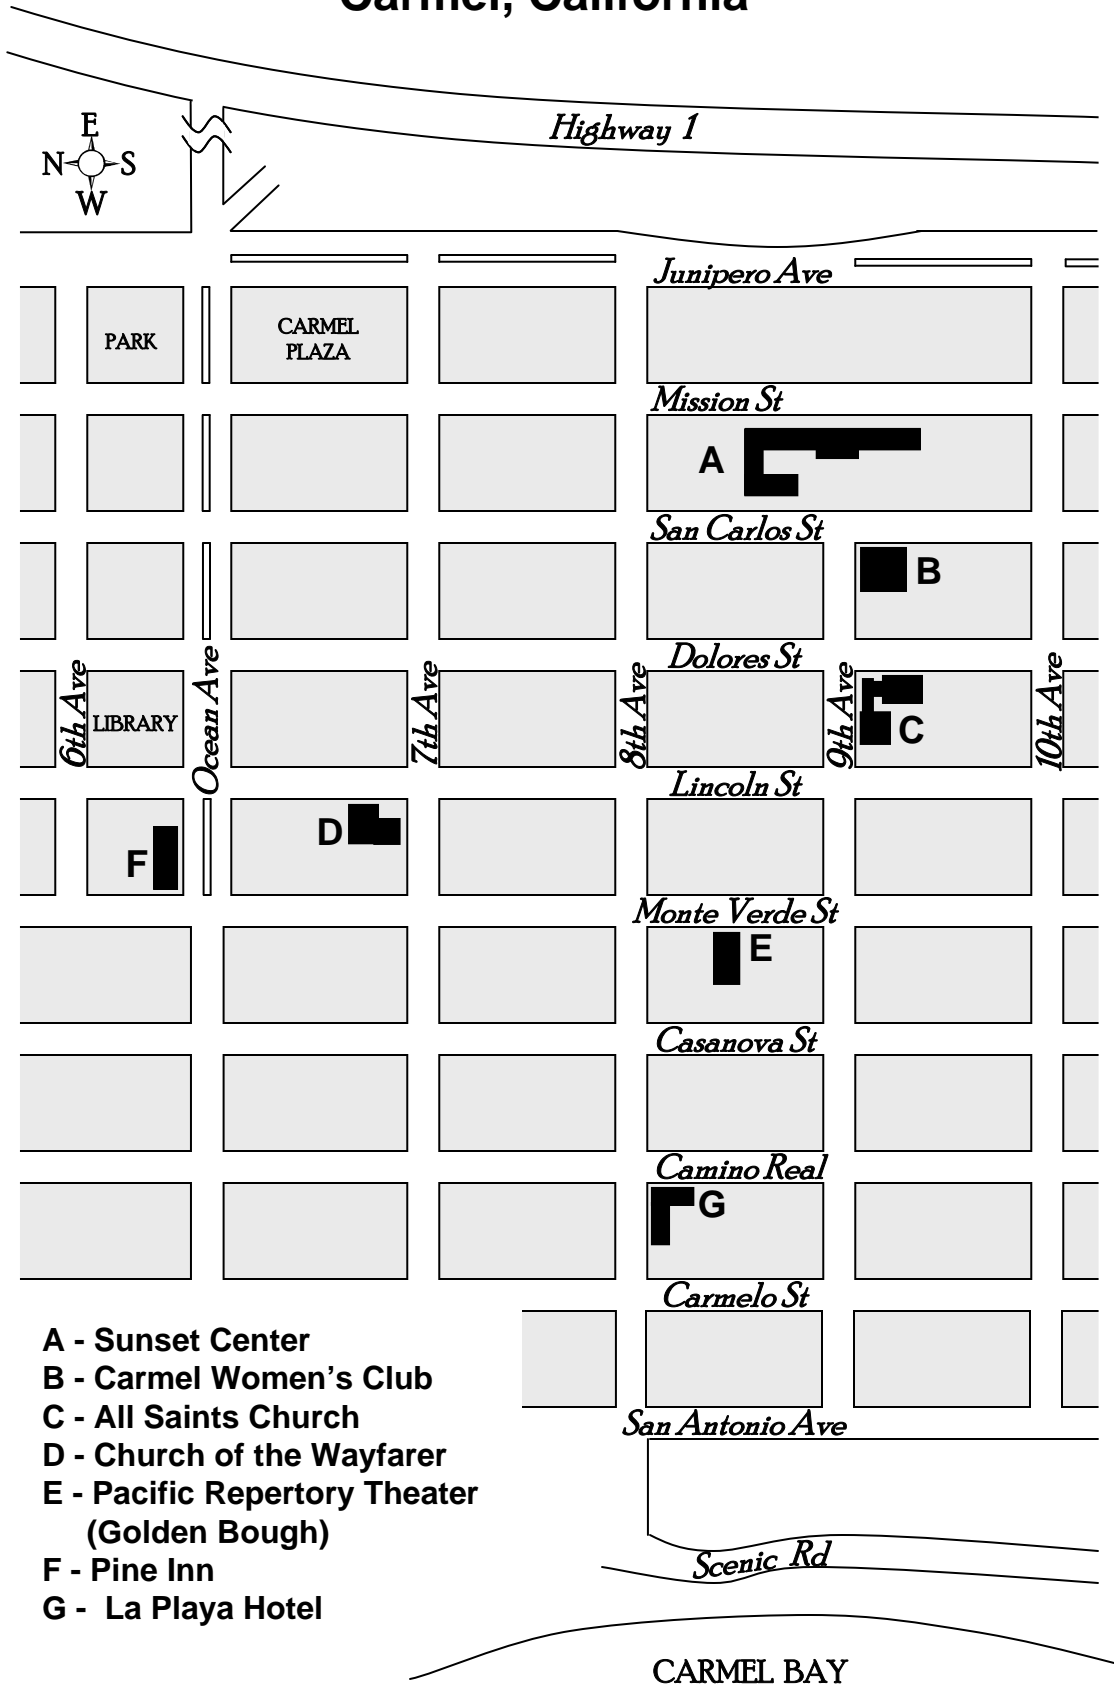 Carmel, California
Highway 1
E
N S
W
Junipero Ave
PARK
CARMEL
PLAZA
Mission St
A
San Carlos St
B
Dolores St
6th Ave
LIBRARY
Ocean Ave
7th Ave
8th Ave
9th Ave
C
10th Ave
Lincoln St
D
F
Monte Verde St
E
Casanova St
Camino Real
G
Carmelo St
A - Sunset Center
B - Carmel Women’s Club
C - All Saints Church
D - Church of the Wayfarer
E - Pacific Repertory Theater
(Golden Bough)
F - Pine Inn
G - La Playa Hotel
San Antonio Ave
Scenic Rd
CARMEL BAY